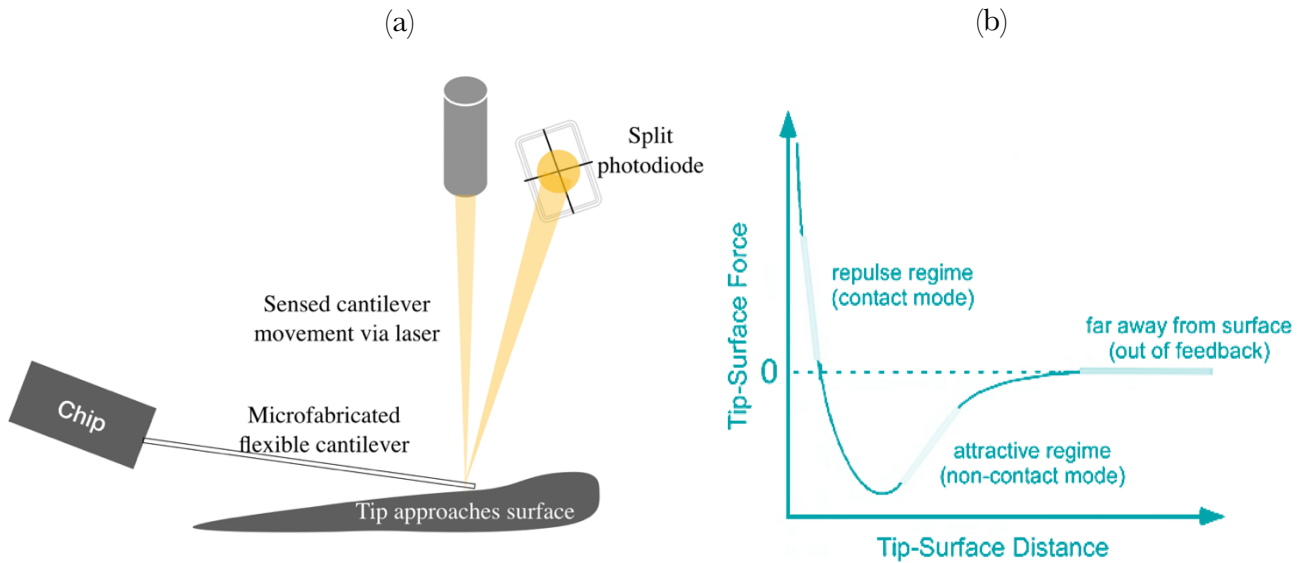 (a)
Split
photodiode
Sensed cantilever
movement via laser
Chip
Microfabricated
flexible cantilever
Tip approaches surface
(b)
Tip-Surface Force
repulse regime
(contact mode)
far away from surface
(out of feedback)
0
attractive regime
(non-contact mode)
Tip-Surface Distance